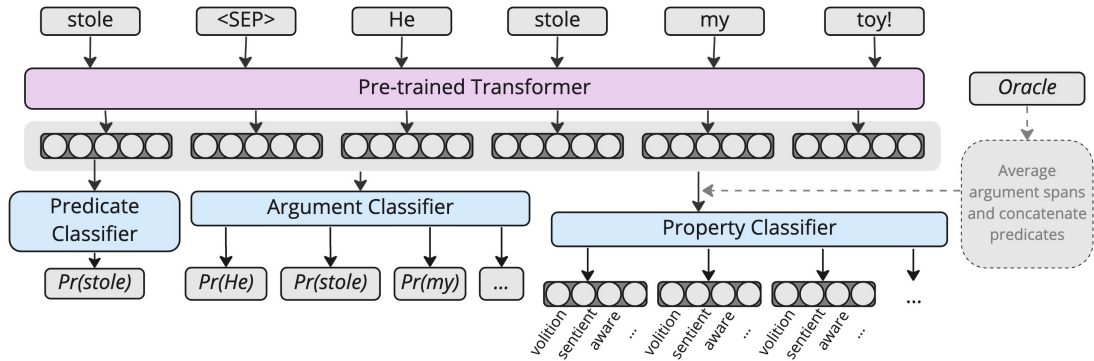 stole <SEP> He stole my toy!
Pre-trained Transformer
Oracle
Average
argument spans
and concatenate
predicates
Predicate
Classifier
Argument Classifier
Property Classifier
Pr(stole)
Pr(He) Pr(stole) Pr(my) ...
...
volition sentient aware ...
volition sentient aware ...
volition sentient aware ...